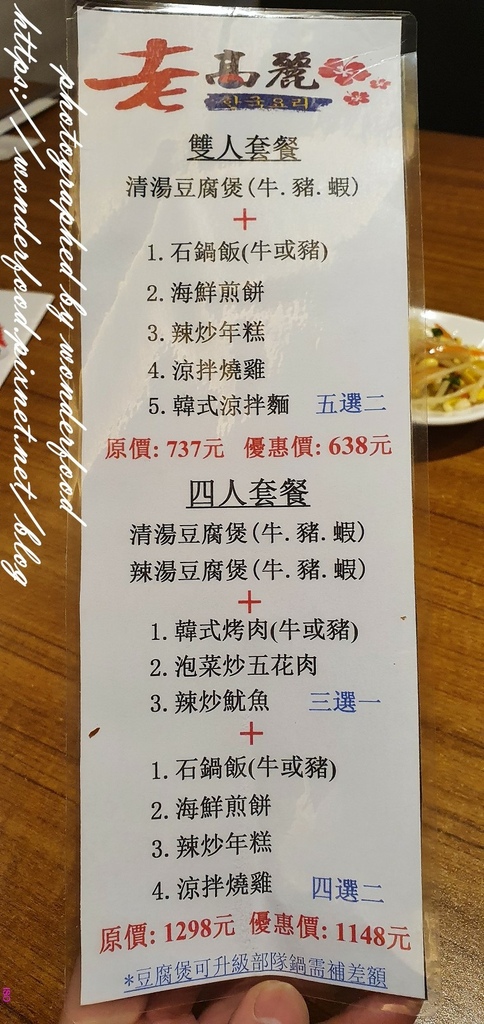 老高麗
한국요리
雙人套餐
清湯豆腐煲(牛.豬.蝦)
+
1.石鍋飯(牛或豬)
2.海鮮煎餅
3.辣炒年糕
4.涼拌燒雞
5.韓式涼拌麵 五選二
原價:737元 優惠價:638元
四人套餐
清湯豆腐煲(牛.豬.蝦)
辣湯豆腐煲(牛.豬.蝦)
+
1.韓式烤肉(牛或豬)
2.泡菜炒五花肉
3.辣炒魷魚 三選一
+
1.石鍋飯(牛或豬)
2.海鮮煎餅
3.辣炒年糕
4.涼拌燒雞 四選二
原價:1298元 優惠價:1148元
*豆腐煲可升級部隊鍋需補差額
photographed by wonderfood
https://wonderfood.pixnet.net/blog